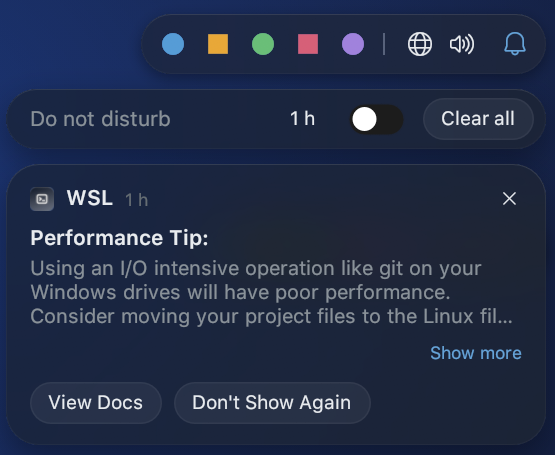 Do not disturb 1 h Clear all
WSL 1 h
Performance Tip:
Using an I/O intensive operation like git on your
Windows drives will have poor performance.
Consider moving your project files to the Linux fil...
Show more
View Docs Don't Show Again